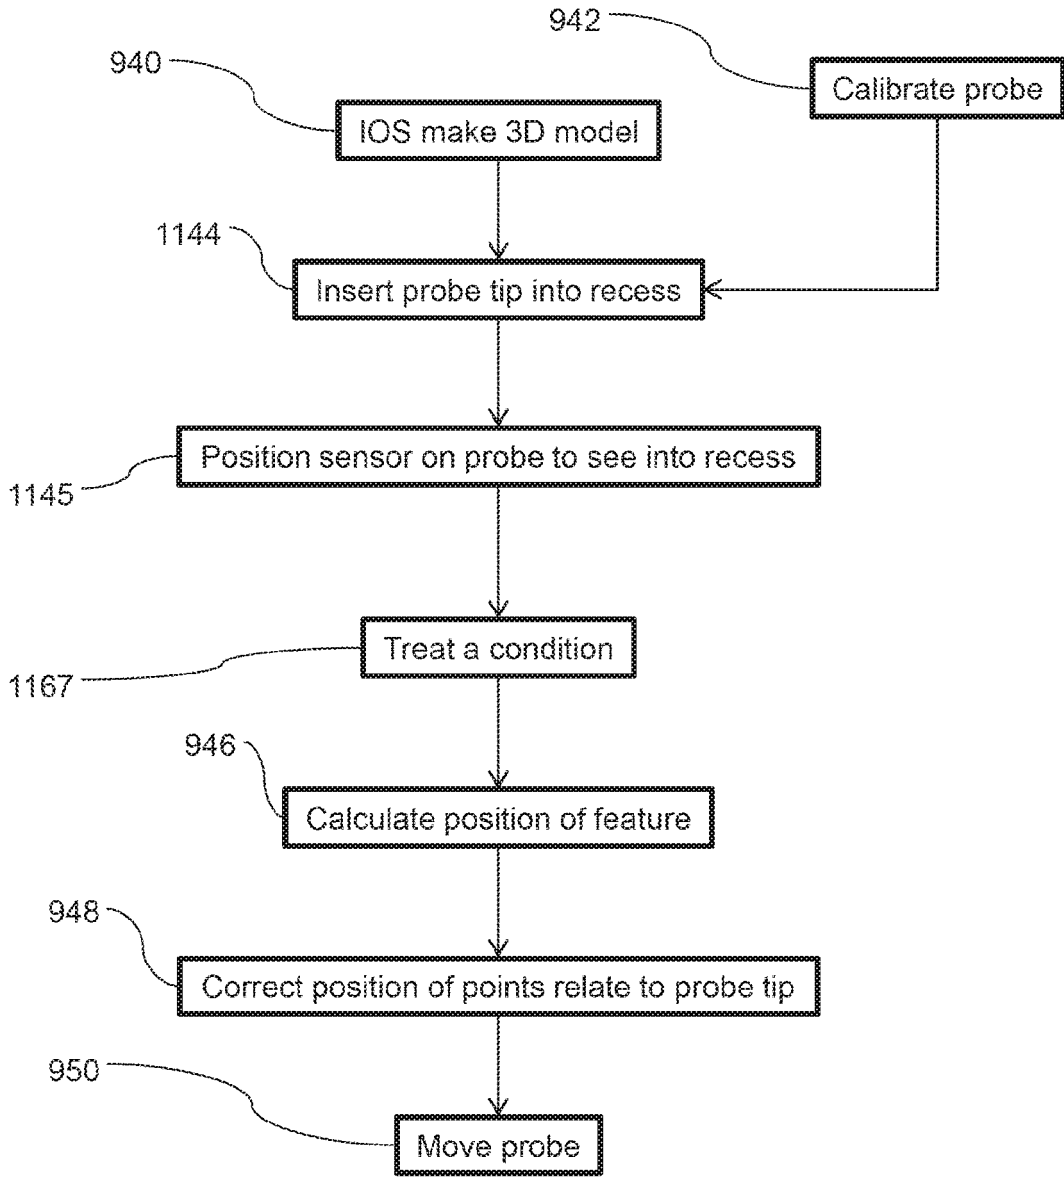 942
940
Calibrate probe
IOS make 3D model
1144
Insert probe tip into recess
Position sensor on probe to see into recess
1145
Treat a condition
1167
946
Calculate position of feature
948
Correct position of points relate to probe tip
950
Move probe